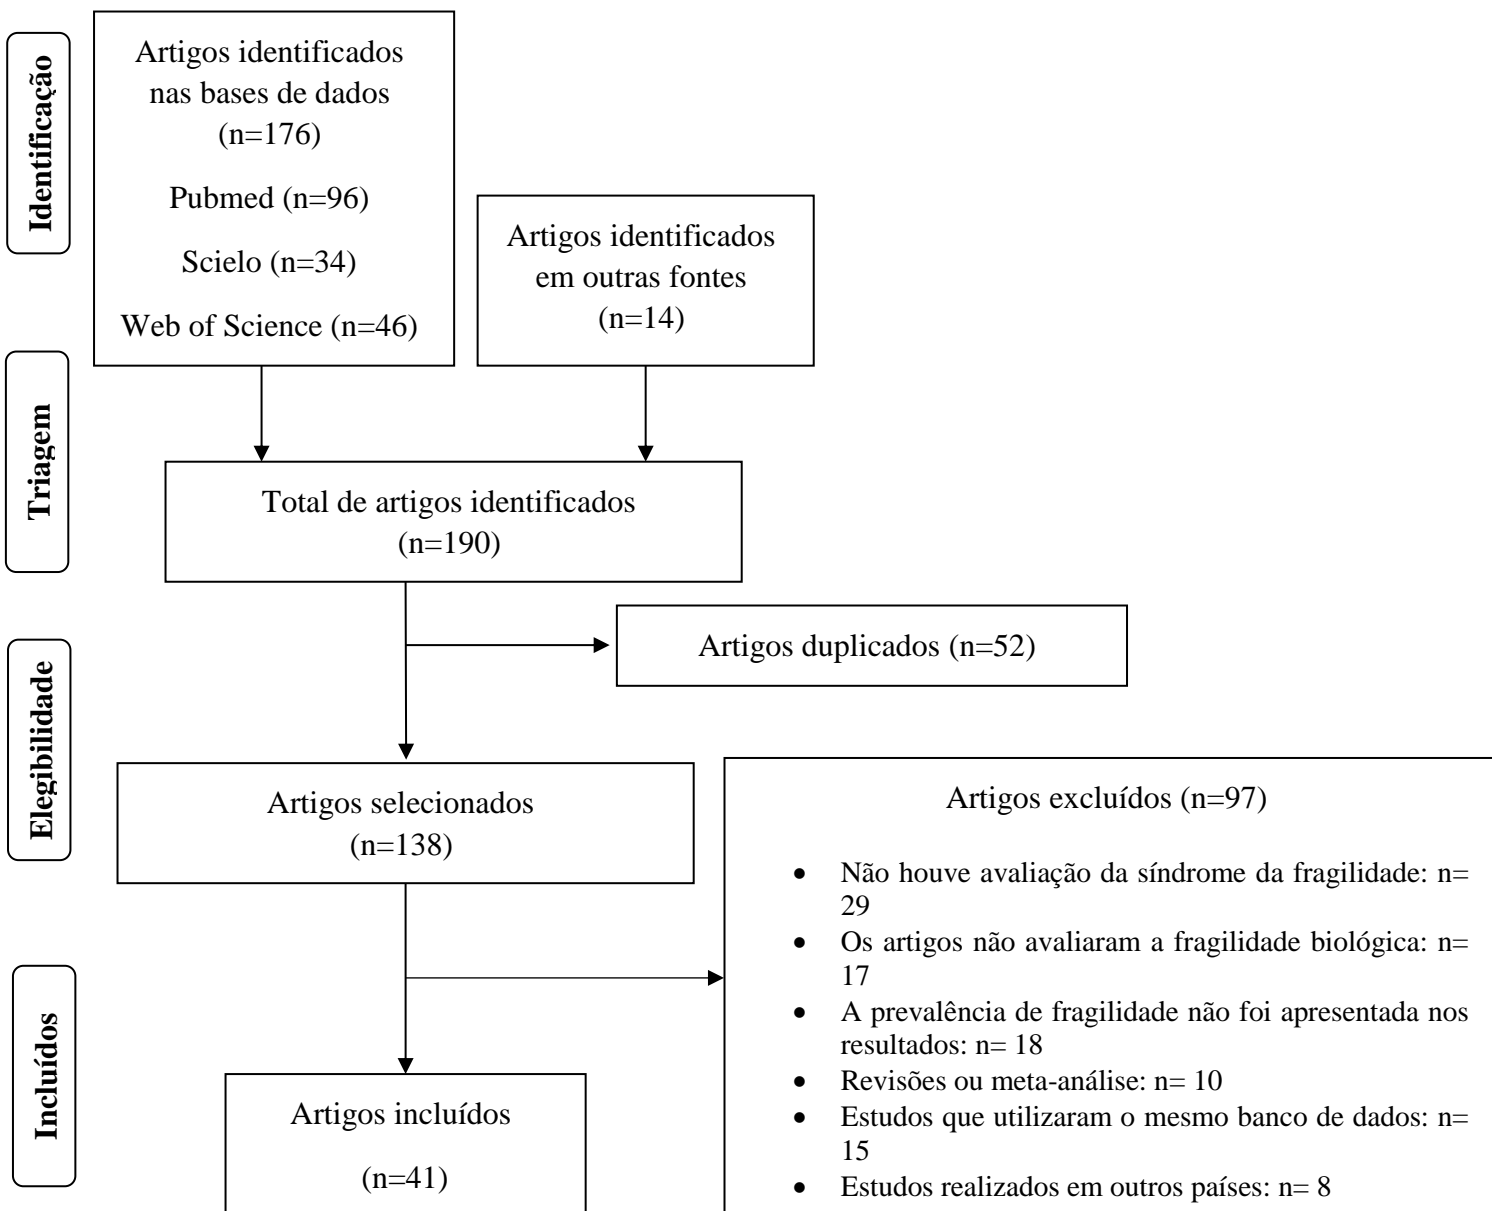 Identificação
Artigos identificados
nas bases de dados
(n=176)
Pubmed (n=96)
Scielo (n=34)
Web of Science (n=46)
Artigos identificados
em outras fontes
(n=14)
Triagem
Total de artigos identificados
(n=190)
Artigos duplicados (n=52)
Elegibilidade
Artigos selecionados
(n=138)
Artigos excluídos (n=97)
• Não houve avaliação da síndrome da fragilidade: n=
29
• Os artigos não avaliaram a fragilidade biológica: n=
17
• A prevalência de fragilidade não foi apresentada nos
resultados: n= 18
• Revisões ou meta-análise: n= 10
• Estudos que utilizaram o mesmo banco de dados: n=
15
• Estudos realizados em outros países: n= 8
Incluídos
Artigos incluídos
(n=41)